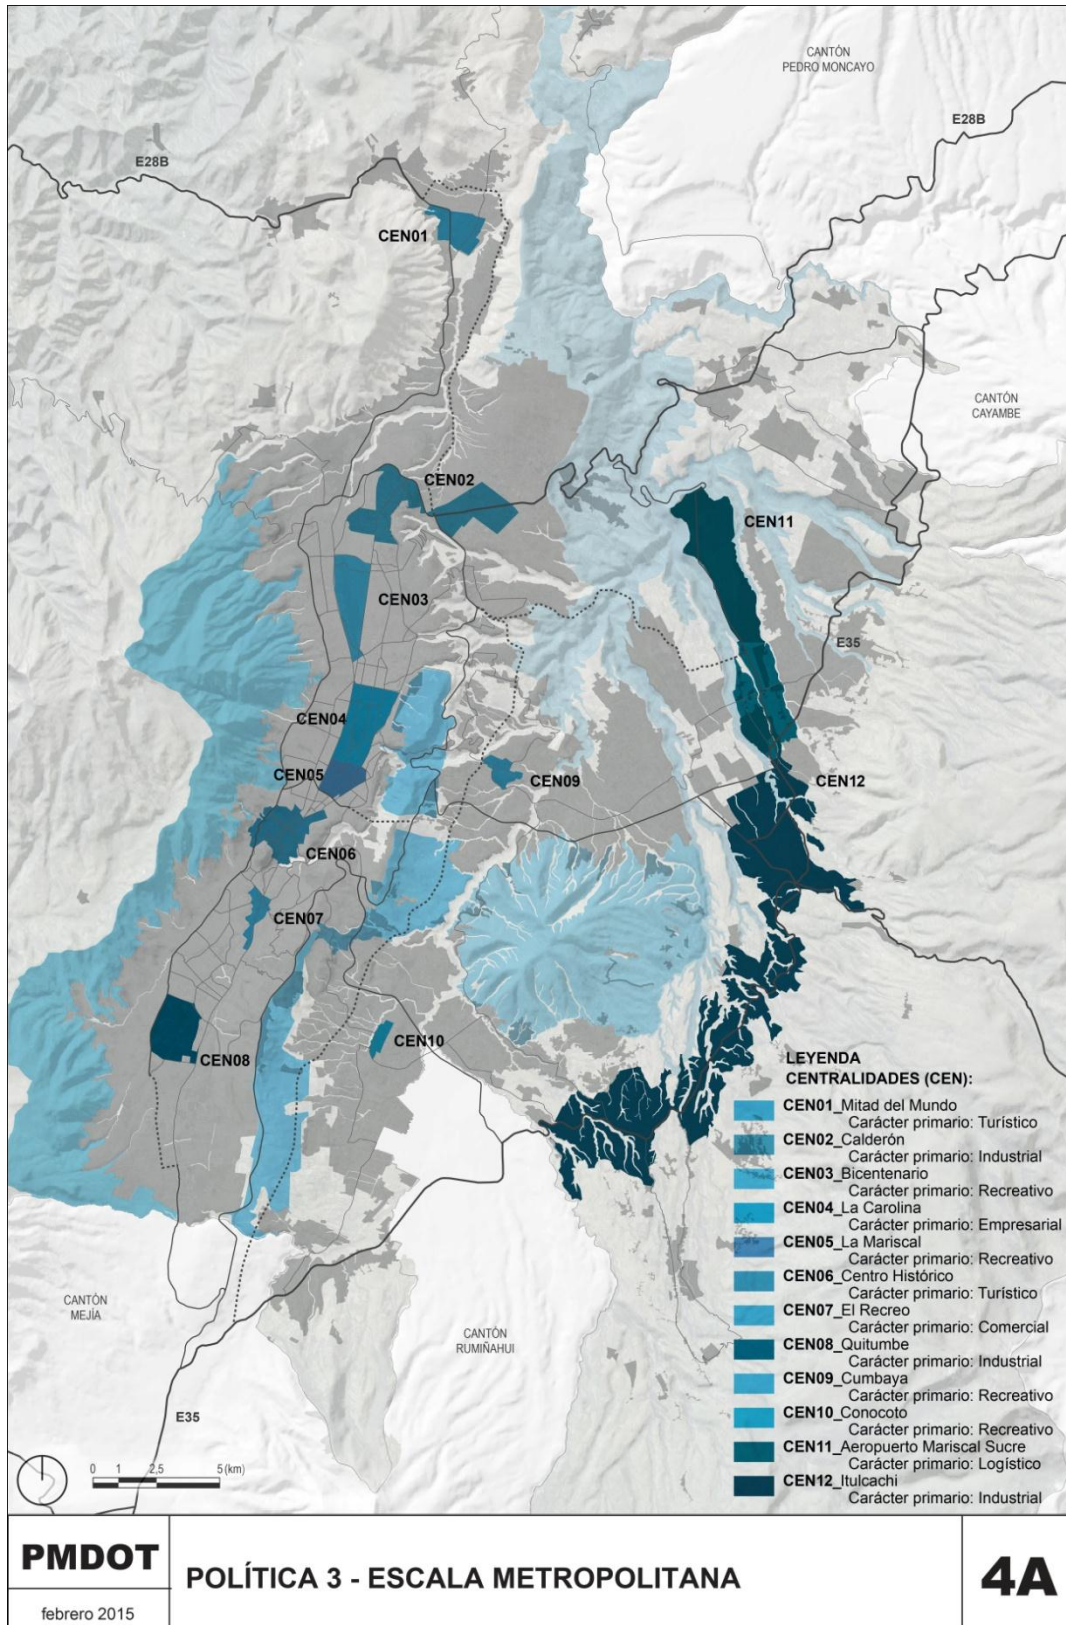 CANTÓN
PEDRO MONCAYO
E28B
E28B
CEN01
CANTÓN
CAYAMBE
CEN02
CEN11
CEN03
E35
CEN04
CEN05
CEN09
CEN12
CEN06
CEN07
CEN10
CEN08
LEYENDA
CENTRALIDADES (CEN):
CEN01_Mitad del Mundo
Carácter primario: Turístico
CEN02_Calderón
Carácter primario: Industrial
CEN03_Bicentenario
Carácter primario: Recreativo
CEN04_La Carolina
Carácter primario: Empresarial
CEN05_La Mariscal
Carácter primario: Recreativo
CEN06_Centro Histórico
Carácter primario: Turístico
CEN07_El Recreo
Carácter primario: Comercial
CEN08_Quitumbe
Carácter primario: Industrial
CEN09_Cumbaya
Carácter primario: Recreativo
CEN10_Conocoto
Carácter primario: Recreativo
CEN11_Aeropuerto Mariscal Sucre
Carácter primario: Logístico
CEN12_Itulcachi
Carácter primario: Industrial
CANTÓN
MEJÍA
CANTÓN
RUMIÑAHUI
E35
0 1 2,5 5 (km)
PMDOT
febrero 2015
POLÍTICA 3 - ESCALA METROPOLITANA
4A